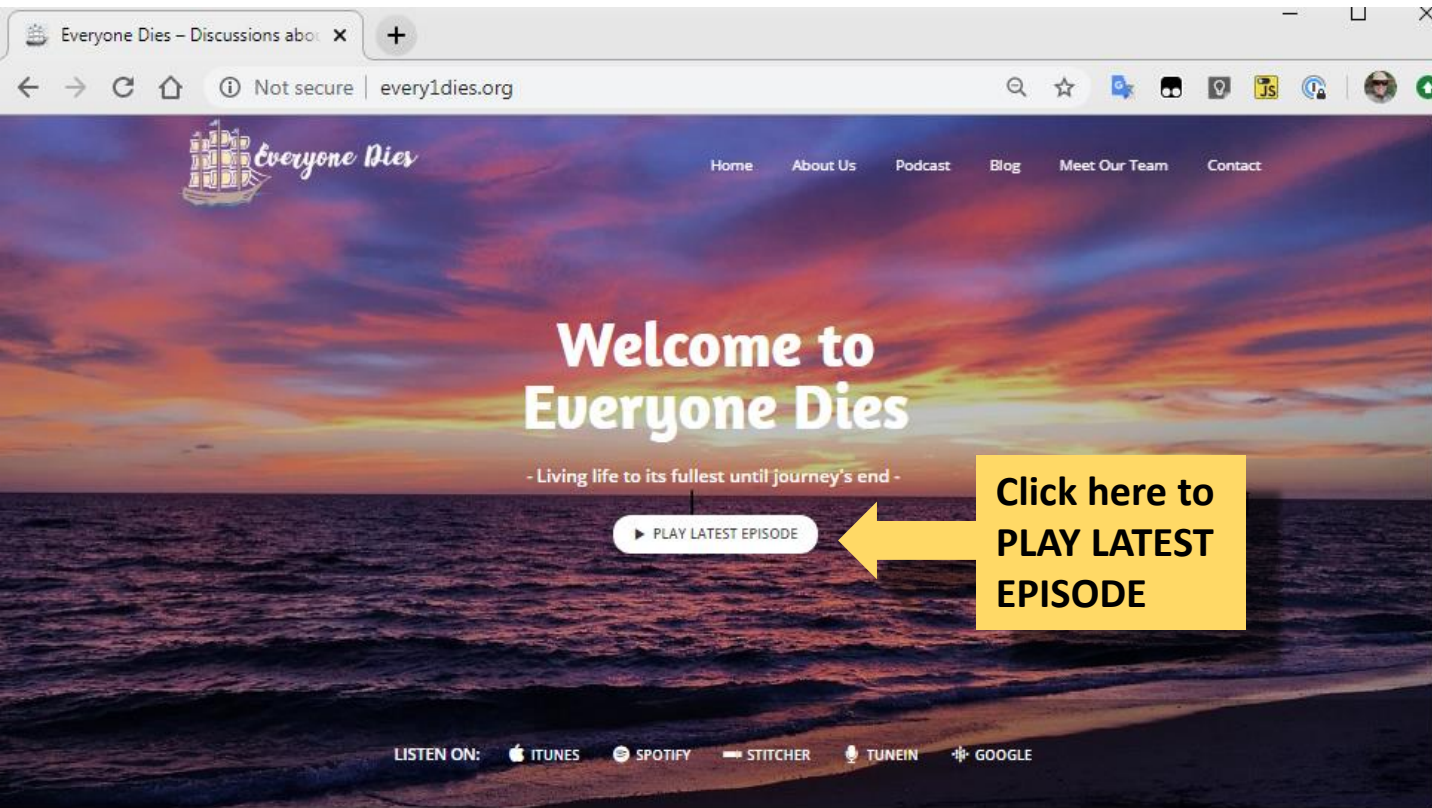 Everyone Dies – Discussions abo
Not secure | every1dies.org
Everyone Dies
Home About Us Podcast Blog Meet Our Team Contact
Welcome to
Everyone Dies
- Living life to its fullest until journey's end -
PLAY LATEST EPISODE
Click here to
PLAY LATEST
EPISODE
LISTEN ON: ITUNES SPOTIFY STITCHER TUNEIN GOOGLE